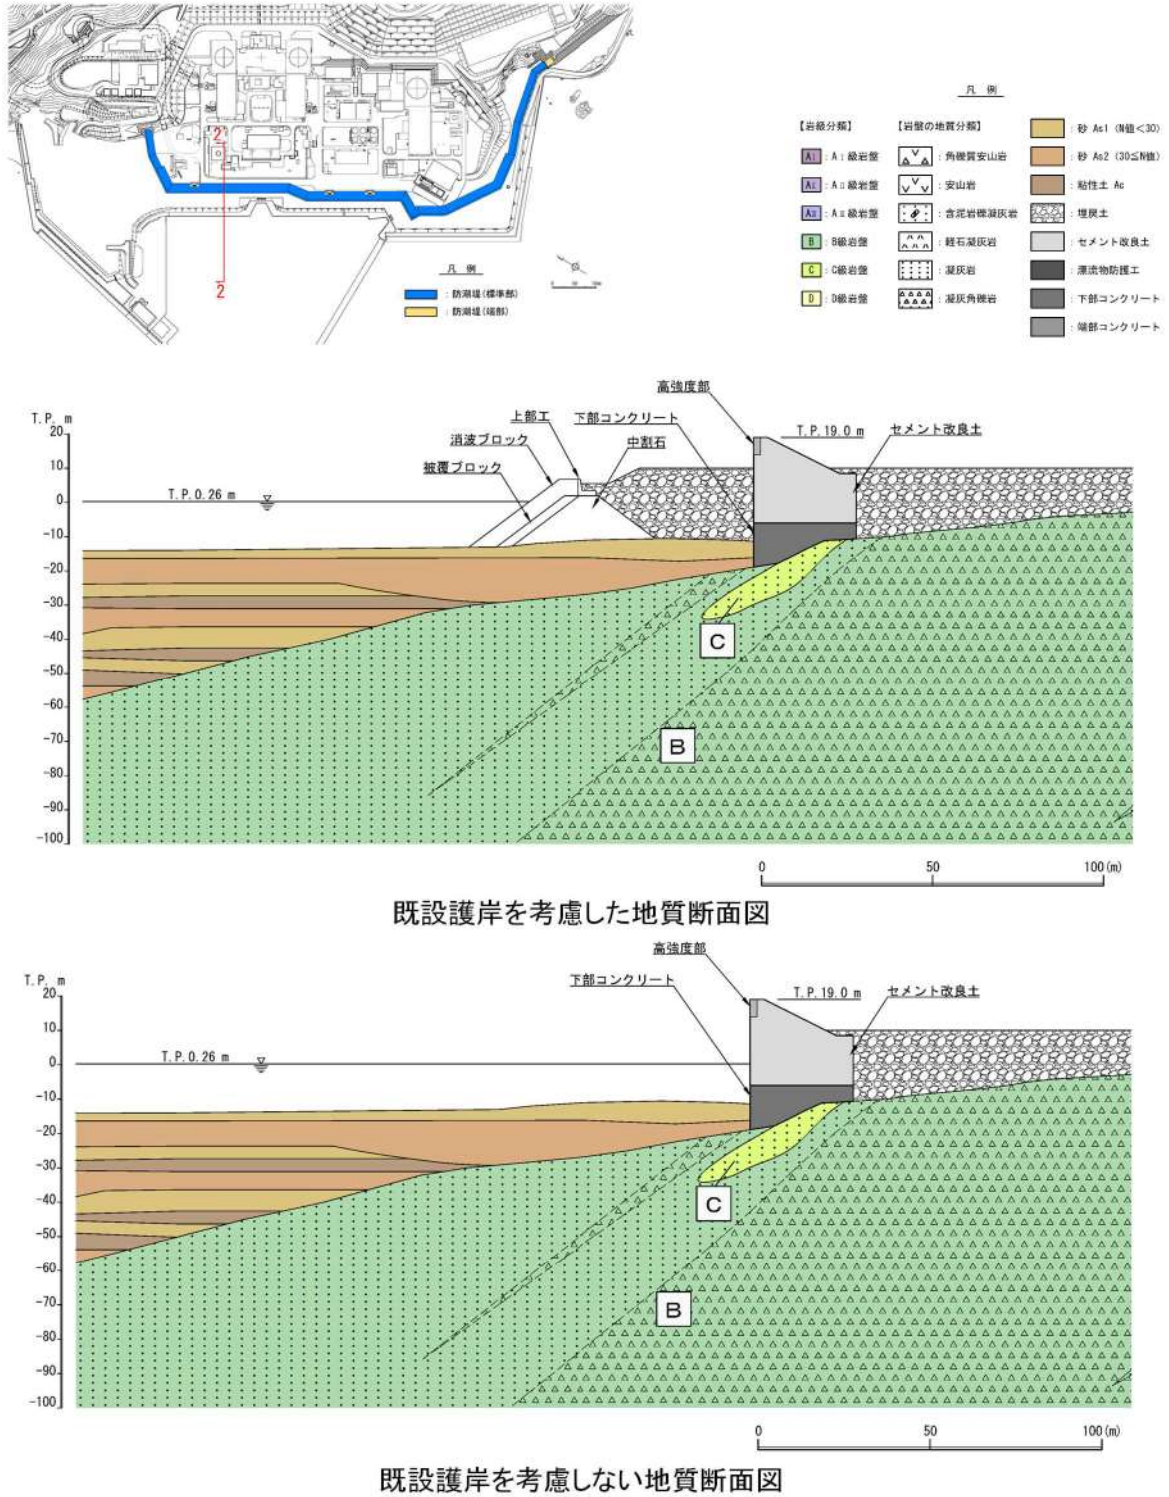 2'
2
凡 例
：防潮堤(標準部)
：防潮堤(端部)
凡 例
【岩級分類】
【岩盤の地質分類】
A Ⅰ ：A Ⅰ 級岩盤
A Ⅱ ：A Ⅱ 級岩盤
A Ⅲ ：A Ⅲ 級岩盤
B ：B級岩盤
C ：C級岩盤
D ：D級岩盤
：角礫質安山岩
：安山岩
：含泥岩礫凝灰岩
：軽石凝灰岩
：凝灰岩
：凝灰角礫岩
：砂 As1 (N値＜30)
：砂 As2 (30≦N値)
：粘性土 Ac
：埋戻土
：セメント改良土
：漂流物防護工
：下部コンクリート
：端部コンクリート
T.P. m
20
10
0
-10
-20
-30
-40
-50
-60
-70
-80
-90
-100
T.P.0.26 m
被覆ブロック
消波ブロック
上部工
中割石
下部コンクリート
高強度部
T.P.19.0 m
セメント改良土
C
B
0 50 100(m)
既設護岸を考慮した地質断面図
T.P. m
20
10
0
-10
-20
-30
-40
-50
-60
-70
-80
-90
-100
T.P.0.26 m
下部コンクリート
高強度部
T.P.19.0 m
セメント改良土
C
B
0 50 100(m)
既設護岸を考慮しない地質断面図